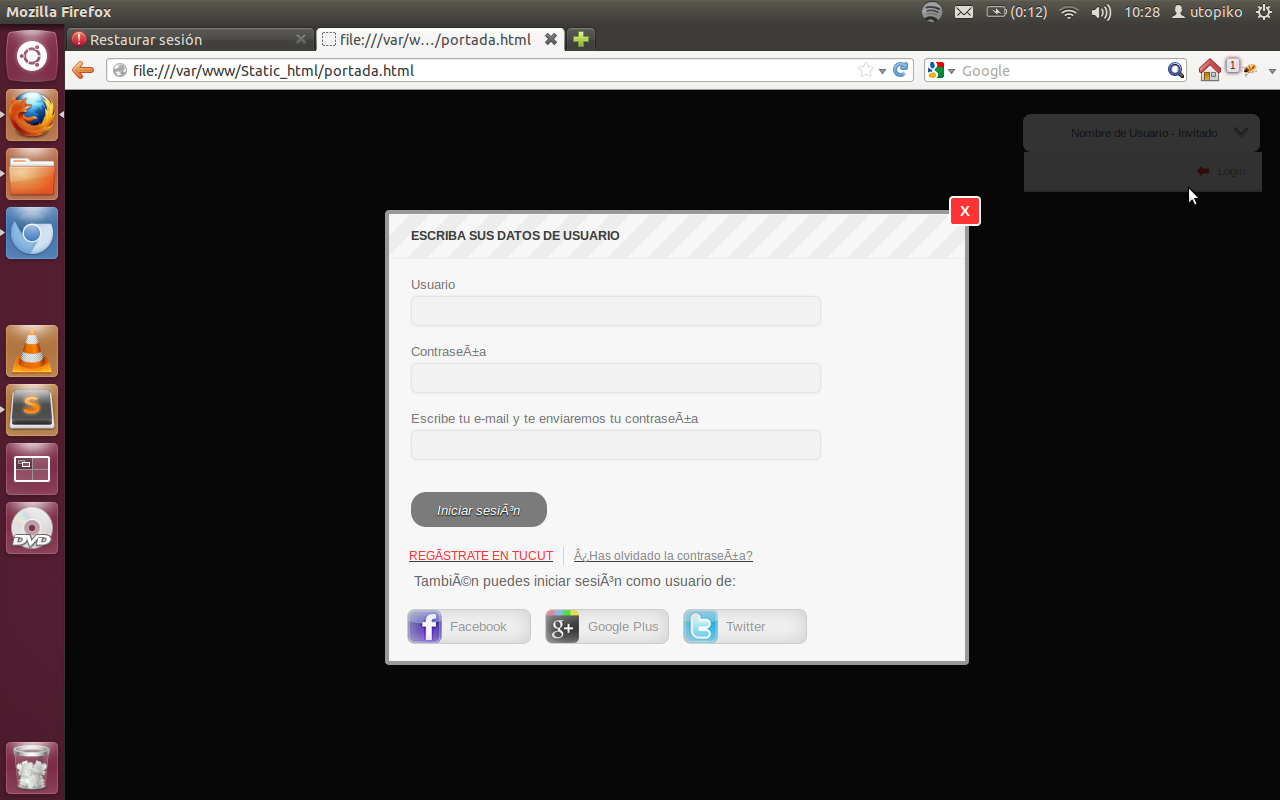 Mozilla Firefox
(0:12)
10:28
utopiko
Restaurar sesión
file:///var/w…/portada.html
file:///var/www/Static_html/portada.html
Google
1
Nombre de Usuario - Invitado
Login
X
ESCRIBA SUS DATOS DE USUARIO
Usuario
ContraseÃ±a
Escribe tu e-mail y te enviaremos tu contraseÃ±a
Iniciar sesiÃ³n
REGÃSTRATE EN TUCUT
Â¿Has olvidado la contraseÃ±a?
TambiÃ©n puedes iniciar sesiÃ³n como usuario de:
Facebook
Google Plus
Twitter
DVD